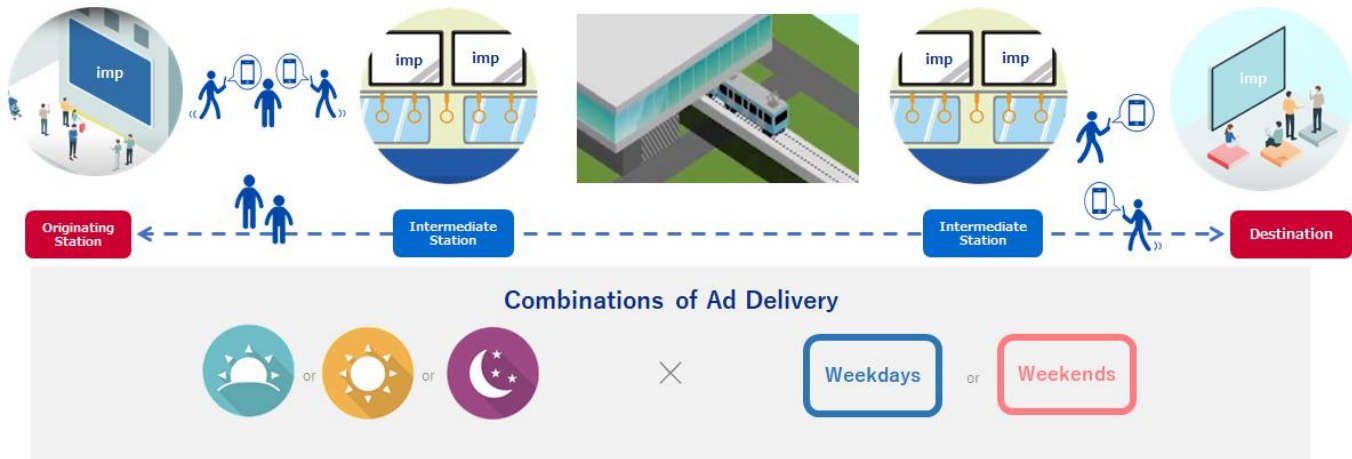 imp
imp
imp
imp
imp
imp
Originating
Station
Intermediate
Station
Intermediate
Station
Destination
Combinations of Ad Delivery
or
or
×
Weekdays
or
Weekends